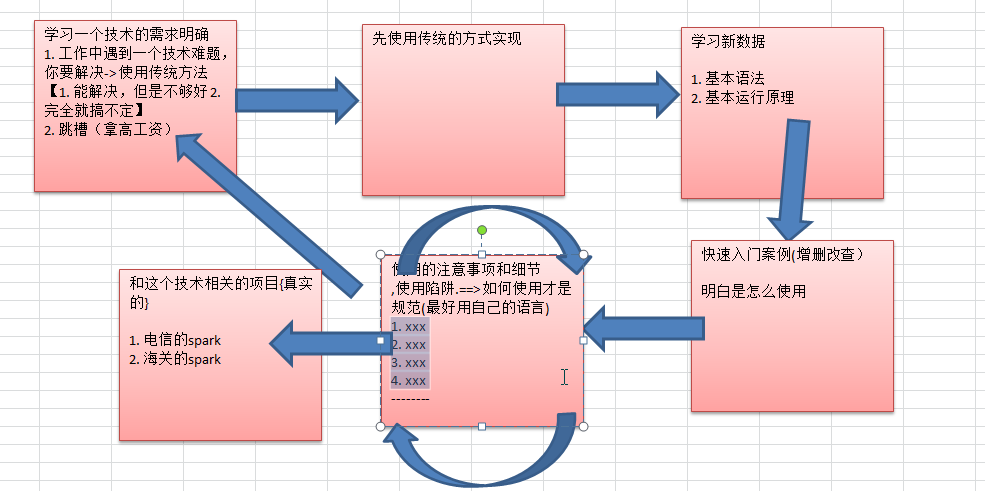 学习一个技术的需求明确
1. 工作中遇到一个技术难题,
你要解决->使用传统方法
【1. 能解决，但是不够好 2.
完全就搞不定】
2. 跳槽（拿高工资）
先使用传统的方式实现
学习新数据
1. 基本语法
2. 基本运行原理
快速入门案例(增删改查）
明白是怎么使用
使用的注意事项和细节
,使用陷阱.==>如何使用才是
规范(最好用自己的语言)
1. xxx
2. xxx
3. xxx
4. xxx
--------
和这个技术相关的项目{真实
的}
1. 电信的spark
2. 海关的spark